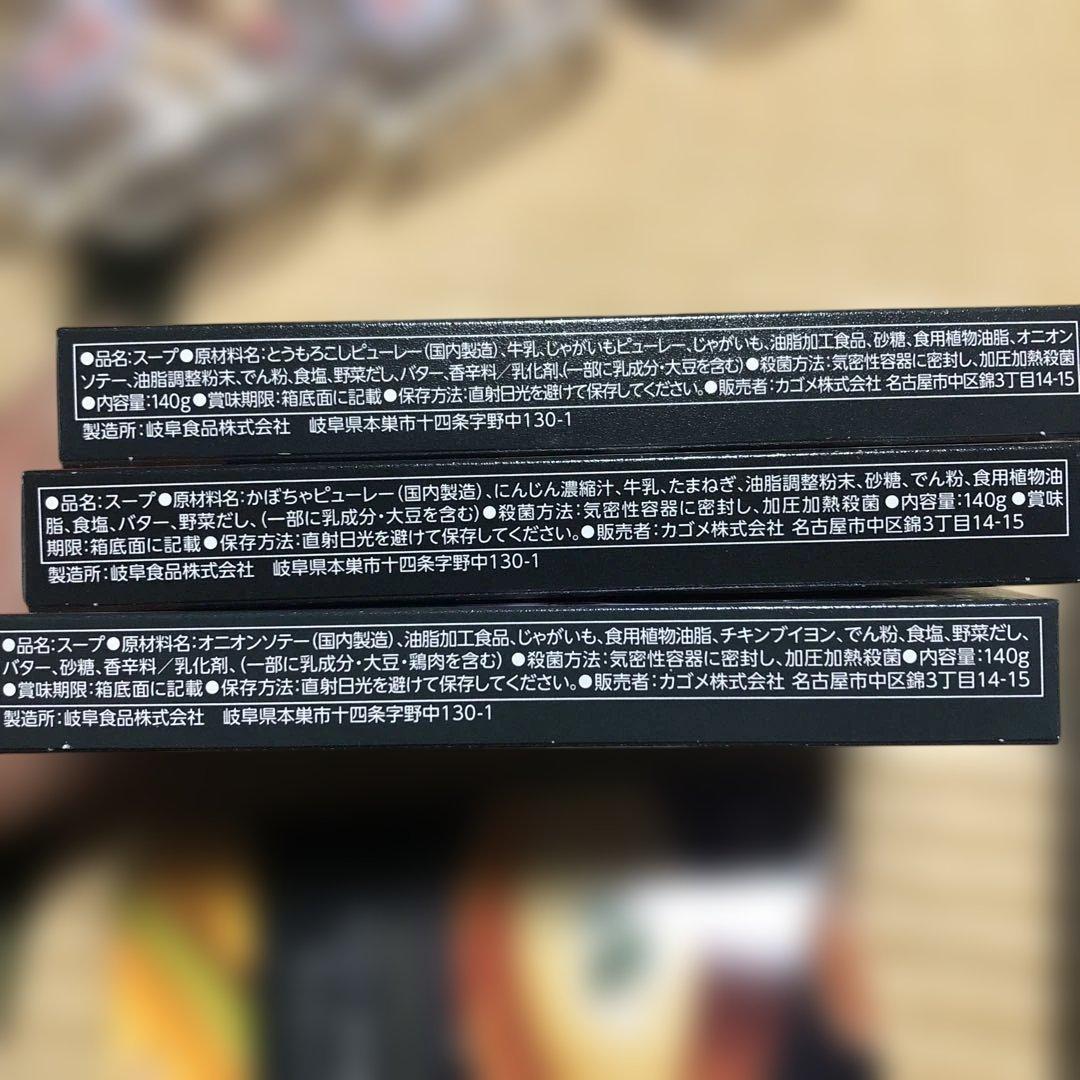 ●品名:スープ●原材料名:とうもろこしピューレー(国内製造)、牛乳、じゃがいもピューレー、じゃがいも、油脂加工食品、砂糖、食用植物油脂、オニオン
ソテー、油脂調整粉末、でん粉、食塩、野菜だし、バター、香辛料/乳化剤、(一部に乳成分・大豆を含む)●殺菌方法:気密性容器に密封し、加圧加熱殺菌
●内容量:140g●賞味期限:箱底面に記載●保存方法:直射日光を避けて保存してください。●販売者:カゴメ株式会社 名古屋市中区錦3丁目14-15
製造所:岐阜食品株式会社 岐阜県本巣市十四条字野中130-1
●品名:スープ●原材料名:かぼちゃピューレー(国内製造)、にんじん濃縮汁、牛乳、たまねぎ、油脂調整粉末、砂糖、でん粉、食用植物油
脂、食塩、バター、野菜だし、(一部に乳成分・大豆を含む)●殺菌方法:気密性容器に密封し、加圧加熱殺菌●内容量:140g●賞味
期限:箱底面に記載●保存方法:直射日光を避けて保存してください。●販売者:カゴメ株式会社 名古屋市中区錦3丁目14-15
製造所:岐阜食品株式会社 岐阜県本巣市十四条字野中130-1
●品名:スープ●原材料名:オニオンソテー(国内製造)、油脂加工食品、じゃがいも、食用植物油脂、チキンブイヨン、でん粉、食塩、野菜だし、
バター、砂糖、香辛料/乳化剤、(一部に乳成分・大豆・鶏肉を含む)●殺菌方法:気密性容器に密封し、加圧加熱殺菌●内容量:140g
●賞味期限:箱底面に記載●保存方法:直射日光を避けて保存してください。●販売者:カゴメ株式会社 名古屋市中区錦3丁目14-15
製造所:岐阜食品株式会社 岐阜県本巣市十四条字野中130-1